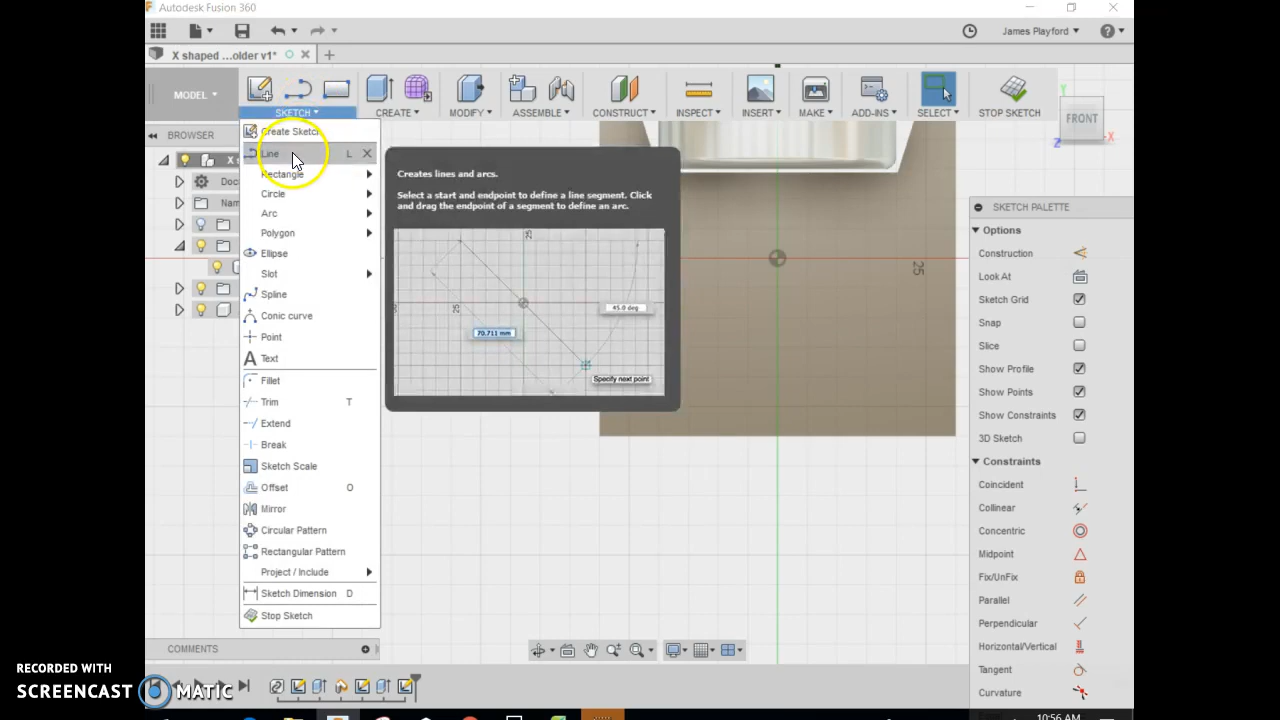 Autodesk Fusion 360
James Playford
X shaped ...older v1*
MODEL
SKETCH
CREATE
MODIFY
ASSEMBLE
CONSTRUCT
INSPECT
INSERT
MAKE
ADD-INS
SELECT
STOP SKETCH
FRONT
Y
X
Z
BROWSER
X s
Docu
Nam
Create Sketch
Line L
Rectangle
Circle
Arc
Polygon
Ellipse
Slot
Spline
Conic curve
Point
Text
Fillet
Trim T
Extend
Break
Sketch Scale
Offset O
Mirror
Circular Pattern
Rectangular Pattern
Project / Include
Sketch Dimension D
Stop Sketch
Creates lines and arcs.
Select a start and endpoint to define a line segment. Click
and drag the endpoint of a segment to define an arc.
25
25
45.0 deg
70.711 mm
Specify next point
25
SKETCH PALETTE
Options
Construction
Look At
Sketch Grid
Snap
Slice
Show Profile
Show Points
Show Constraints
3D Sketch
Constraints
Coincident
Collinear
Concentric
Midpoint
Fix/UnFix
Parallel
Perpendicular
Horizontal/Vertical
Tangent
Curvature
COMMENTS
RECORDED WITH
SCREENCAST MATIC
10:56 AM